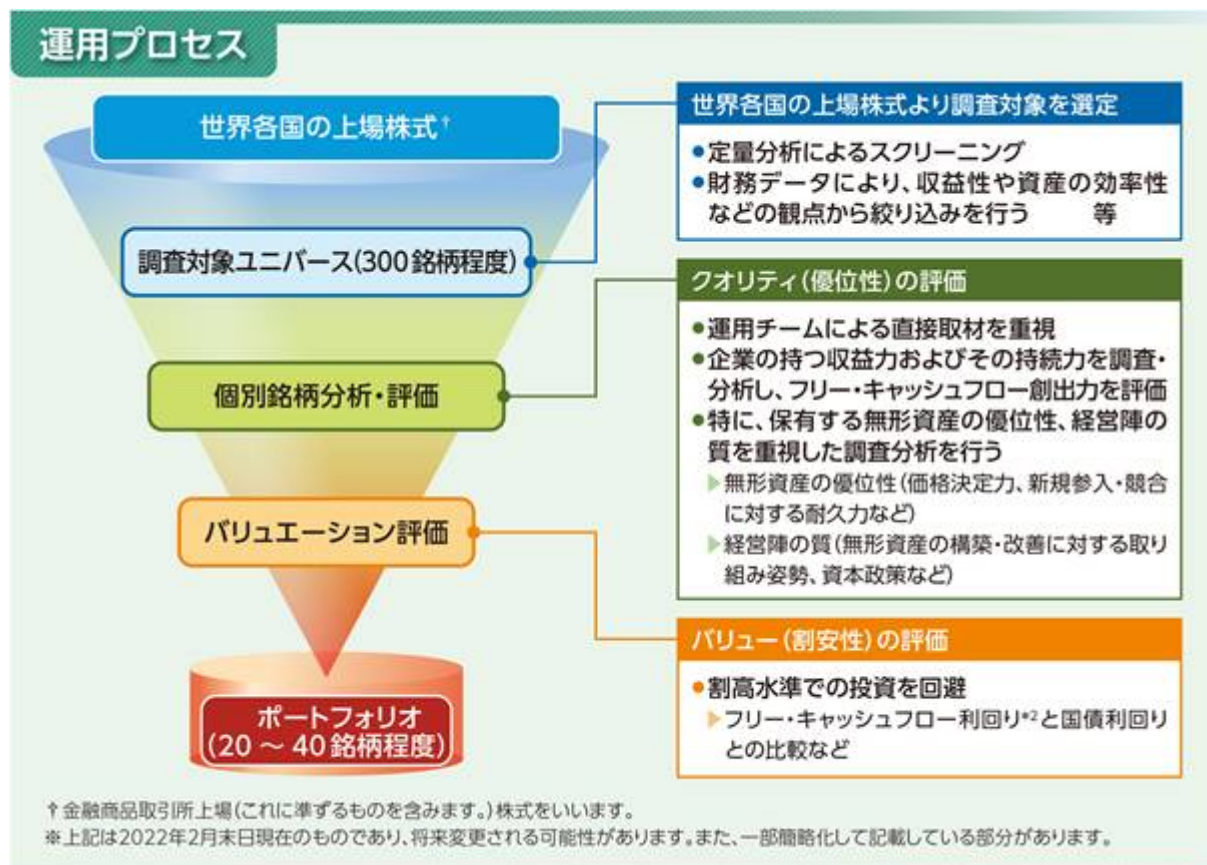 運用プロセス
世界各国の上場株式†
調査対象ユニバース(300銘柄程度)
個別銘柄分析・評価
バリュエーション評価
ポートフォリオ
(20 ～ 40銘柄程度)
世界各国の上場株式より調査対象を選定
●定量分析によるスクリーニング
●財務データにより、収益性や資産の効率性
などの観点から絞り込みを行う 等
クオリティ(優位性)の評価
●運用チームによる直接取材を重視
●企業の持つ収益力およびその持続力を調査・
分析し、フリー・キャッシュフロー創出力を評価
●特に、保有する無形資産の優位性、経営陣の
質を重視した調査分析を行う
▶無形資産の優位性(価格決定力、新規参入・競合
に対する耐久力など)
▶経営陣の質(無形資産の構築・改善に対する取り
組み姿勢、資本政策など)
バリュー(割安性)の評価
●割高水準での投資を回避
▶フリー・キャッシュフロー利回り*2と国債利回り
との比較など
†金融商品取引所上場(これに準ずるものを含みます。)株式をいいます。
※上記は2022年2月末日現在のものであり、将来変更される可能性があります。また、一部簡略化して記載している部分があります。